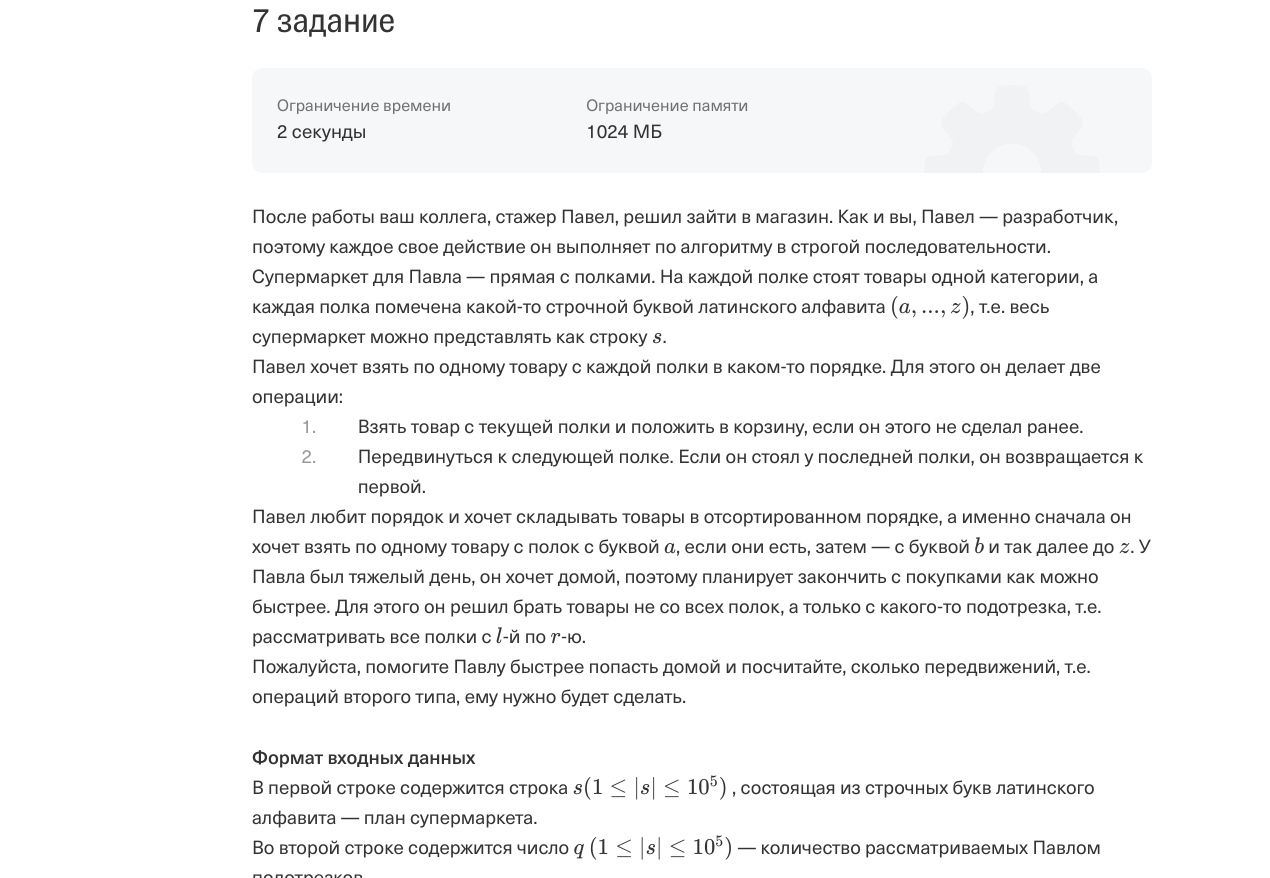 7 задание
Ограничение времени
Ограничение памяти
2 секунды
1024 МБ
После работы ваш коллега, стажер Павел, решил зайти в магазин. Как и вы, Павел — разработчик,
поэтому каждое свое действие он выполняет по алгоритму в строгой последовательности.
Супермаркет для Павла — прямая с полками. На каждой полке стоят товары одной категории, а
каждая полка помечена какой-то строчной буквой латинского алфавита (a, ..., z), т.е. весь
супермаркет можно представлять как строку s.
Павел хочет взять по одному товару с каждой полки в каком-то порядке. Для этого он делает две
операции:
1. Взять товар с текущей полки и положить в корзину, если он этого не сделал ранее.
2. Передвинуться к следующей полке. Если он стоял у последней полки, он возвращается к
первой.
Павел любит порядок и хочет складывать товары в отсортированном порядке, а именно сначала он
хочет взять по одному товару с полок с буквой a, если они есть, затем — с буквой b и так далее до z. У
Павла был тяжелый день, он хочет домой, поэтому планирует закончить с покупками как можно
быстрее. Для этого он решил брать товары не со всех полок, а только с какого-то подотрезка, т.е.
рассматривать все полки с l-й по r-ю.
Пожалуйста, помогите Павлу быстрее попасть домой и посчитайте, сколько передвижений, т.е.
операций второго типа, ему нужно будет сделать.
Формат входных данных
В первой строке содержится строка s(1 ≤ |s| ≤ 10⁵) , состоящая из строчных букв латинского
алфавита — план супермаркета.
Во второй строке содержится число q (1 ≤ |s| ≤ 10⁵) — количество рассматриваемых Павлом
подотрезков.